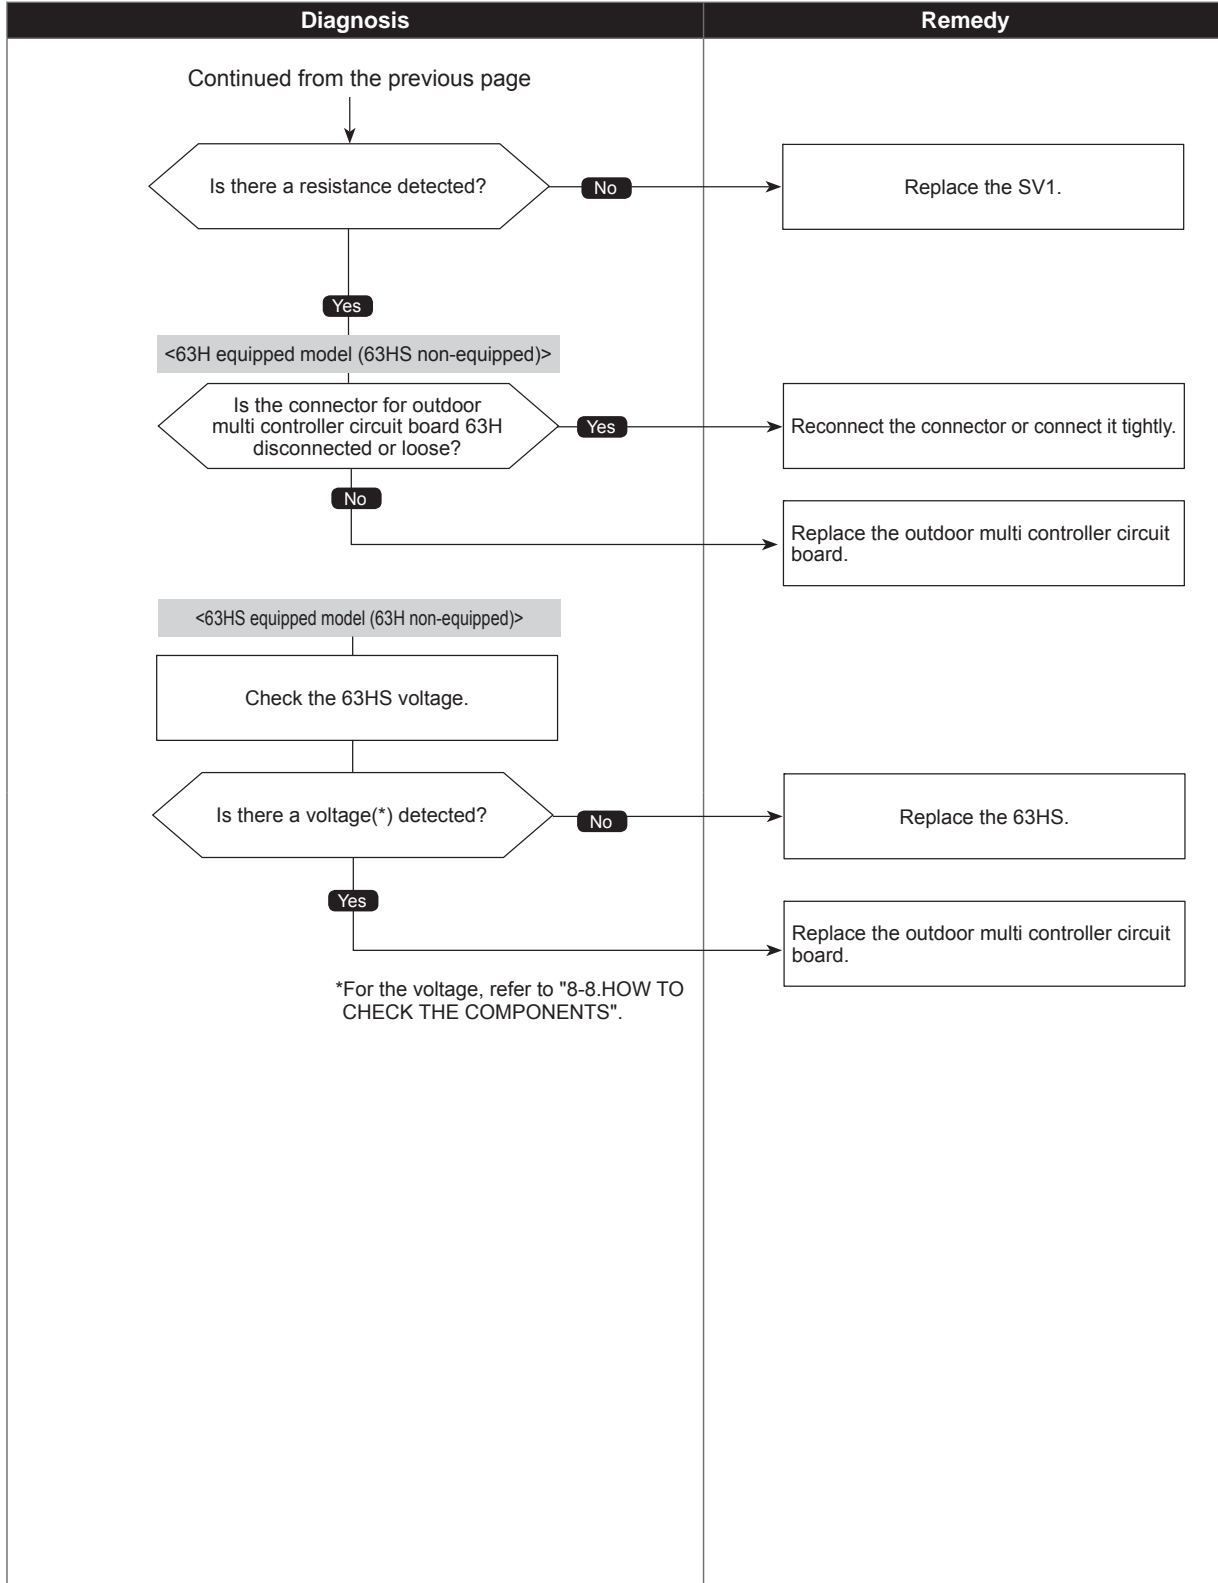 Diagnosis
Remedy
Continued from the previous page
Is there a resistance detected?
No
Replace the SV1.
Yes
<63H equipped model (63HS non-equipped)>
Is the connector for outdoor
multi controller circuit board 63H
disconnected or loose?
Yes
Reconnect the connector or connect it tightly.
No
Replace the outdoor multi controller circuit
board.
<63HS equipped model (63H non-equipped)>
Check the 63HS voltage.
Is there a voltage(*) detected?
No
Replace the 63HS.
Yes
Replace the outdoor multi controller circuit
board.
*For the voltage, refer to "8-8.HOW TO
CHECK THE COMPONENTS".